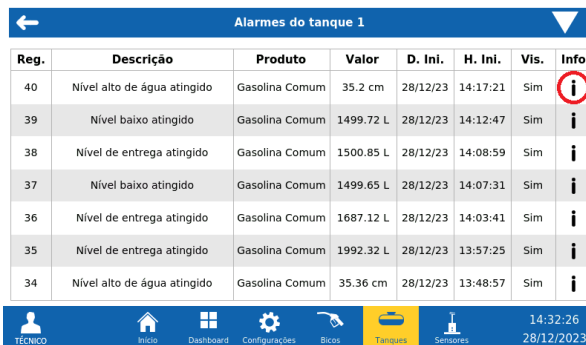 Alarmes do tanque 1
Reg. Descrição Produto Valor D. Ini. H. Ini. Vis. Info
40 Nível alto de água atingido Gasolina Comum 35.2 cm 28/12/23 14:17:21 Sim i
39 Nível baixo atingido Gasolina Comum 1499.72 L 28/12/23 14:12:47 Sim i
38 Nível de entrega atingido Gasolina Comum 1500.85 L 28/12/23 14:08:59 Sim i
37 Nível baixo atingido Gasolina Comum 1499.65 L 28/12/23 14:07:31 Sim i
36 Nível de entrega atingido Gasolina Comum 1687.12 L 28/12/23 14:03:41 Sim i
35 Nível de entrega atingido Gasolina Comum 1992.32 L 28/12/23 13:57:25 Sim i
34 Nível alto de água atingido Gasolina Comum 35.36 cm 28/12/23 13:48:57 Sim i
TÉCNICO Início Dashboard Configurações Bicos Tanques Sensores 14:32:26
28/12/2023